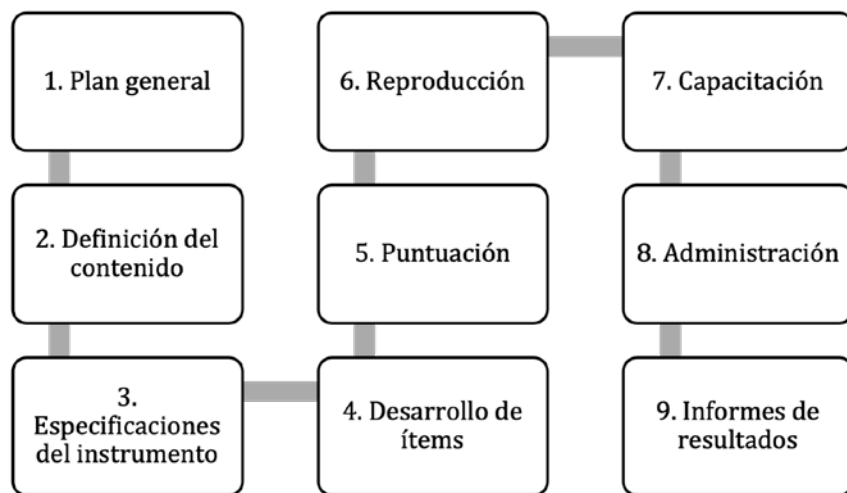 1. Plan general
2. Definición del
contenido
3.
Especificaciones
del instrumento
4. Desarrollo de
ítems
5. Puntuación
6. Reproducción
7. Capacitación
8. Administración
9. Informes de
resultados